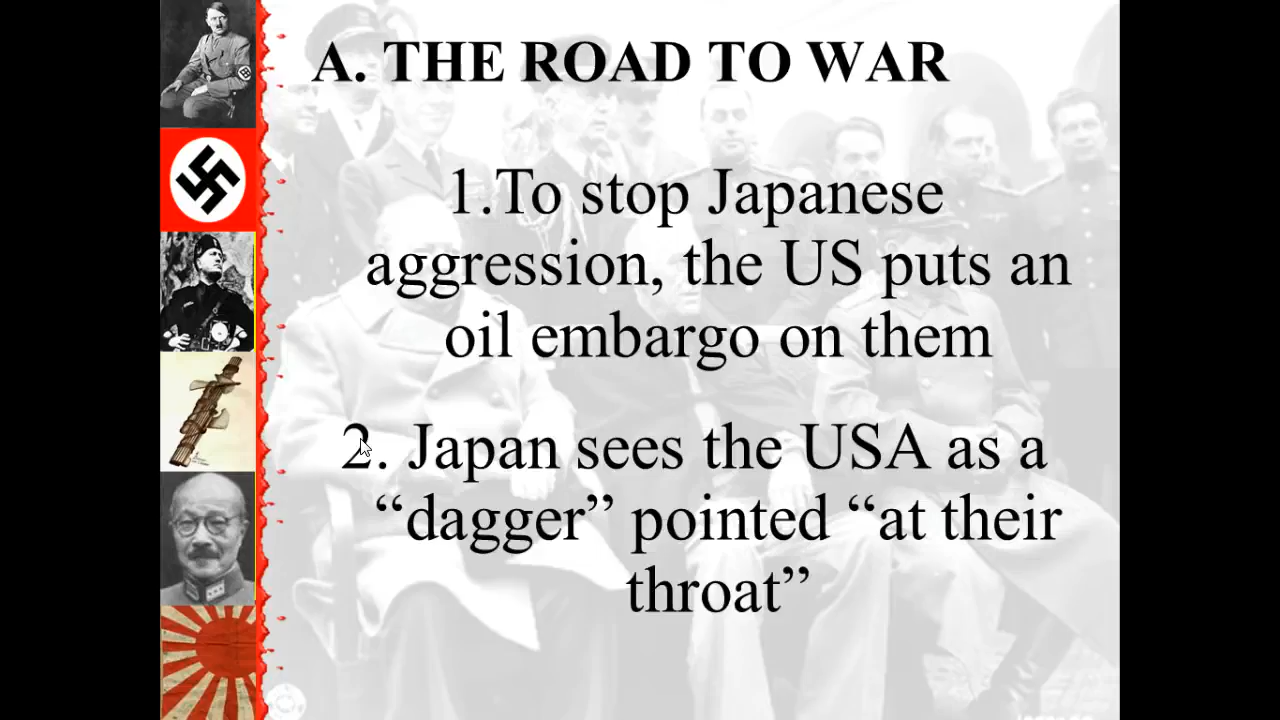 A. THE ROAD TO WAR
1.To stop Japanese
aggression, the US puts an
oil embargo on them
2. Japan sees the USA as a
“dagger” pointed “at their
throat”